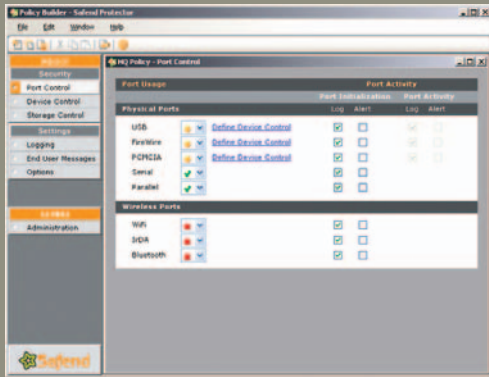 Policy Builder - Safend Protector
File Edit Window Help
HQ Policy - Port Control
Security
Port Control
Device Control
Storage Control
Settings
Logging
End User Messages
Options
Administration
Port Usage Port Activity
Port Initialization Port Activity
Physical Ports Log Alert Log Alert
USB Define Device Control
FireWire Define Device Control
PCMCIA Define Device Control
Serial
Parallel
Wireless Ports
WiFi
IrDA
Bluetooth
Safend